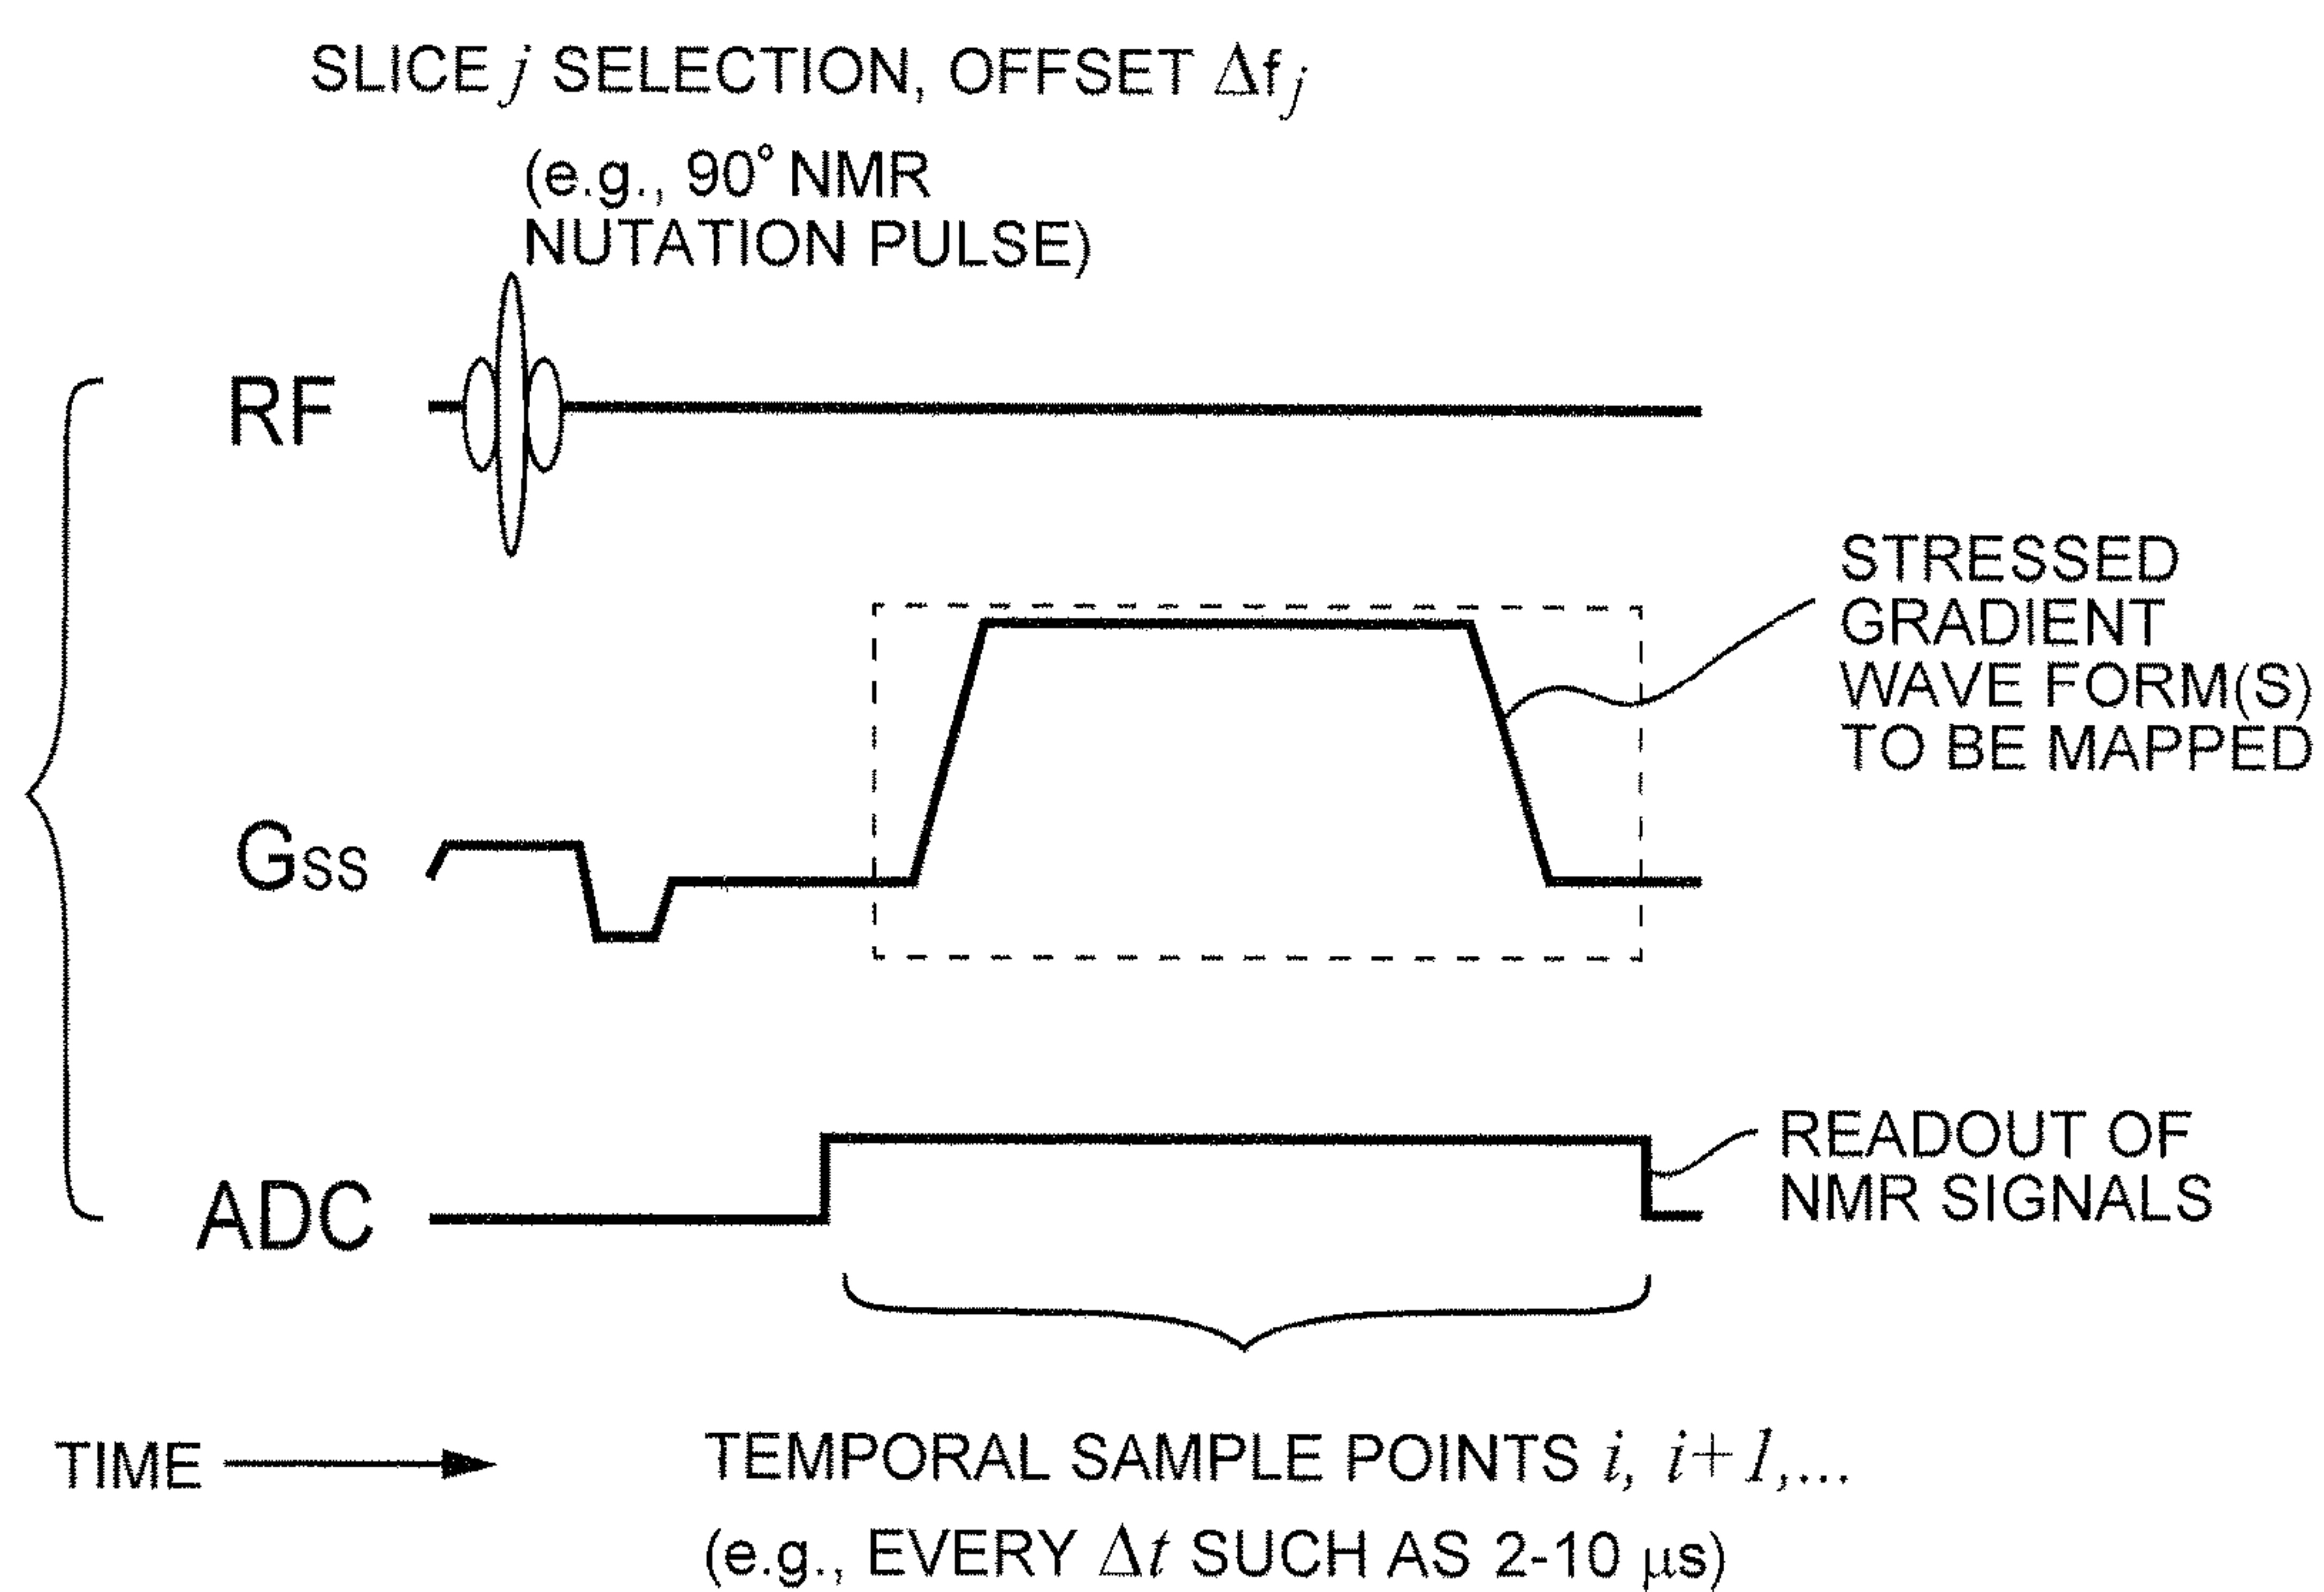 SLICE j SELECTION, OFFSET Δfj
(e.g., 90° NMR
NUTATION PULSE)
RF
STRESSED
GRADIENT
WAVE FORM(S)
TO BE MAPPED
GSS
READOUT OF
NMR SIGNALS
ADC
TIME
TEMPORAL SAMPLE POINTS i, i+1,...
(e.g., EVERY Δt SUCH AS 2-10 μs)